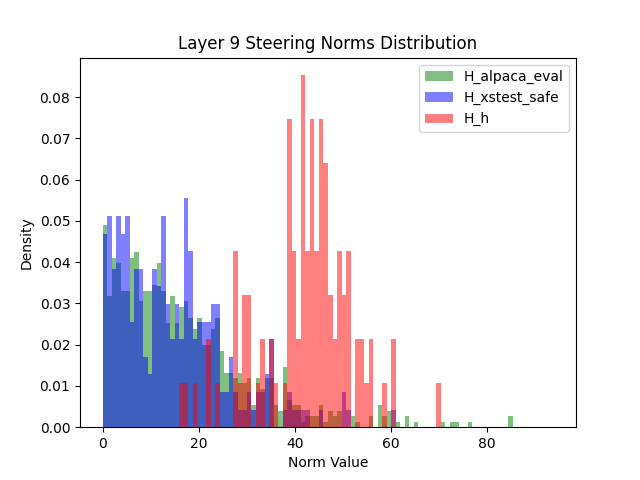 Layer 9 Steering Norms Distribution
H_alpaca_eval
H_xstest_safe
H_h
Density
0.08
0.07
0.06
0.05
0.04
0.03
0.02
0.01
0.00
0 20 40 60 80
Norm Value